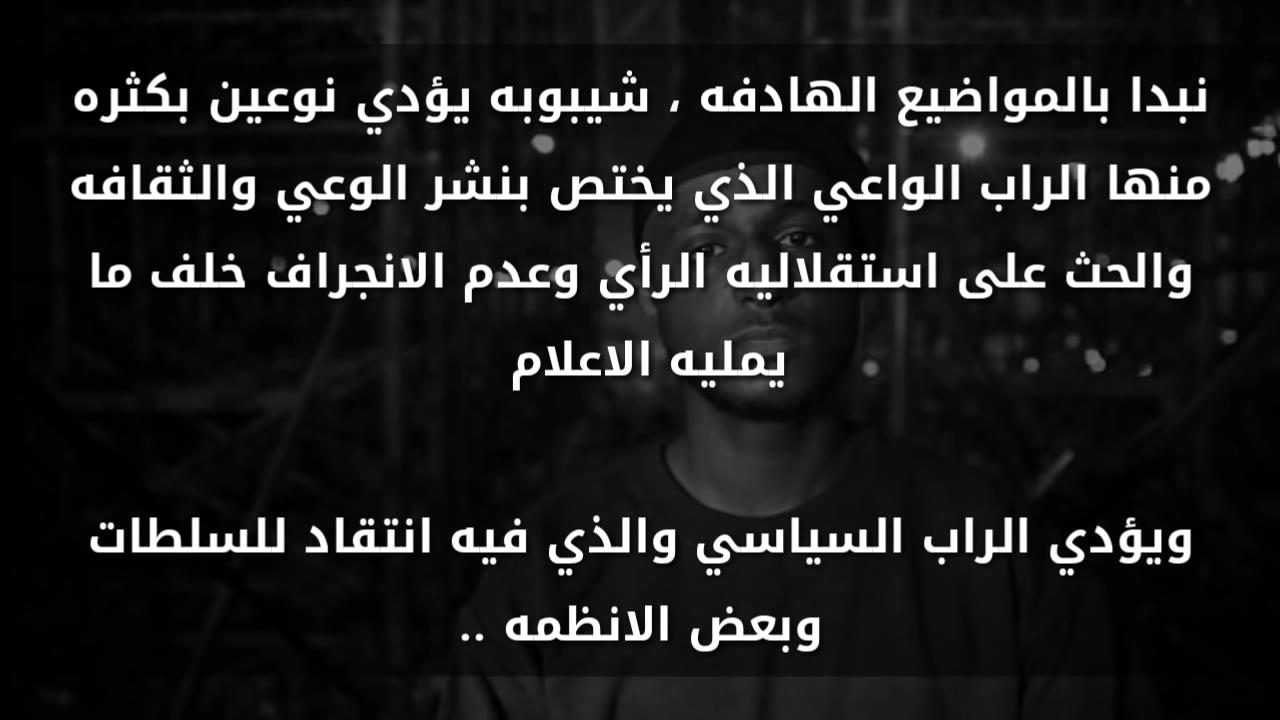 نبدا بالمواضيع الهادفه ، شيبوبه يؤدي نوعين بكثره
منها الراب الواعي الذي يختص بنشر الوعي والثقافه
والحث على استقلاليه الرأي وعدم الانجراف خلف ما
يمليه الاعلام
ويؤدي الراب السياسي والذي فيه انتقاد للسلطات
وبعض الانظمه ..